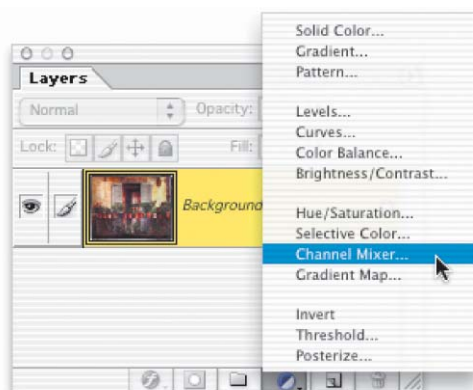 Layers
Normal
Opacity:
Lock:
Fill:
Background
Solid Color...
Gradient...
Pattern...
Levels...
Curves...
Color Balance...
Brightness/Contrast...
Hue/Saturation...
Selective Color...
Channel Mixer...
Gradient Map...
Invert
Threshold...
Posterize...